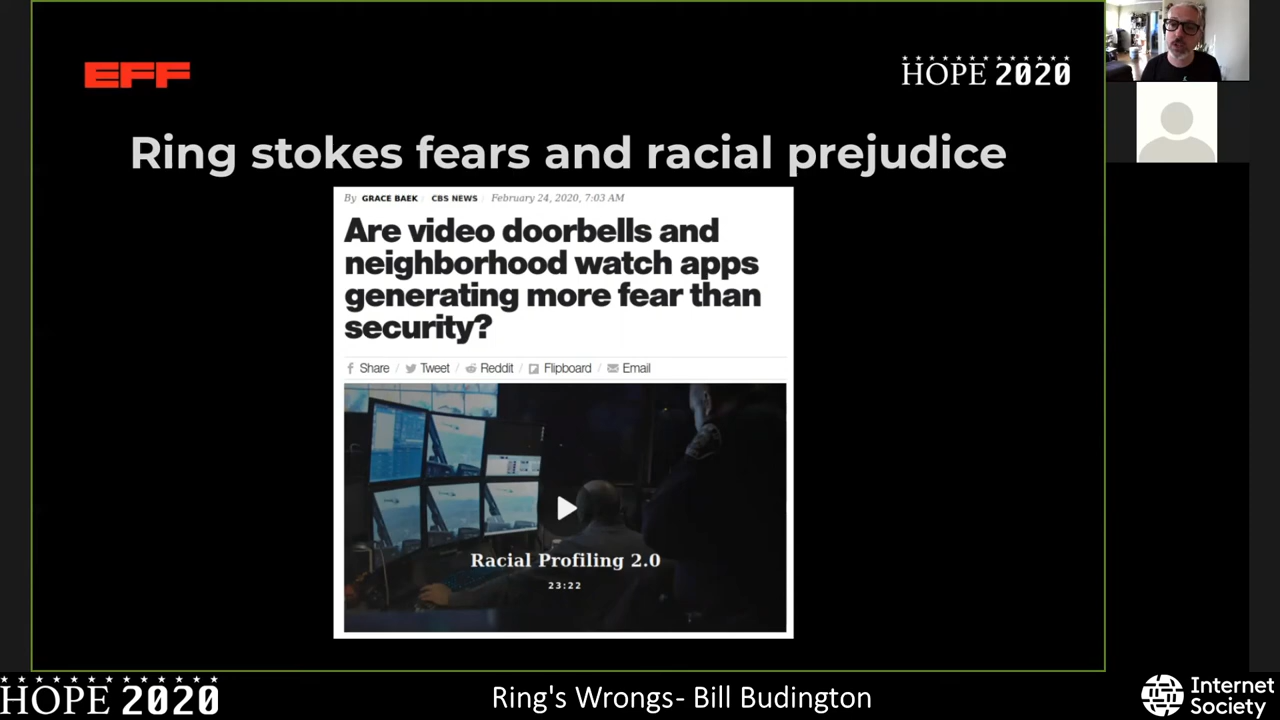 EFF
HOPE 2020
Ring stokes fears and racial prejudice
By GRACE BAEK / CBS NEWS / February 24, 2020, 7:03 AM
Are video doorbells and
neighborhood watch apps
generating more fear than
security?
Share / Tweet / Reddit / Flipboard / Email
Racial Profiling 2.0
23:22
HOPE 2020
Ring's Wrongs- Bill Budington
Internet
Society